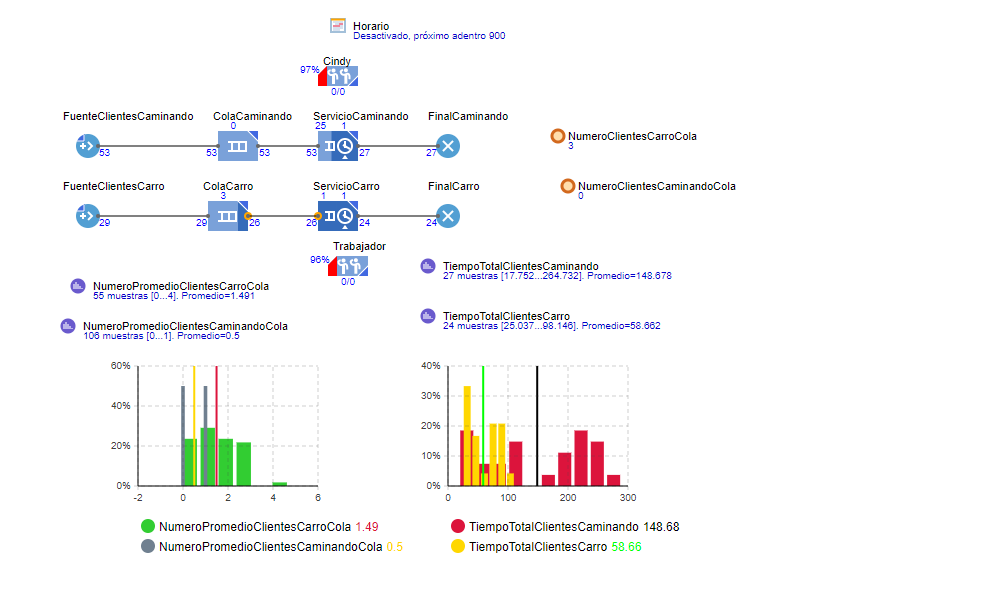 Horario
Desactivado, próximo adentro 900
Cindy
97%
0/0
FuenteClientesCaminando
ColaCaminando
ServicioCaminando
FinalCaminando
0
25 1
53
53
53
53
27
27
NumeroClientesCarroCola
3
FuenteClientesCarro
ColaCarro
ServicioCarro
FinalCarro
3
1 1
29
29
26
26
24
24
NumeroClientesCaminandoCola
0
Trabajador
96%
0/0
NumeroPromedioClientesCarroCola
55 muestras [0...4]. Promedio=1.491
TiempoTotalClientesCaminando
27 muestras [17.752...264.732]. Promedio=148.678
NumeroPromedioClientesCaminandoCola
106 muestras [0...1]. Promedio=0.5
TiempoTotalClientesCarro
24 muestras [25.037...98.146]. Promedio=58.662
60%
40%
20%
0%
-2 0 2 4 6
NumeroPromedioClientesCarroCola 1.49
NumeroPromedioClientesCaminandoCola 0.5
40%
30%
20%
10%
0%
0 100 200 300
TiempoTotalClientesCaminando 148.68
TiempoTotalClientesCarro 58.66